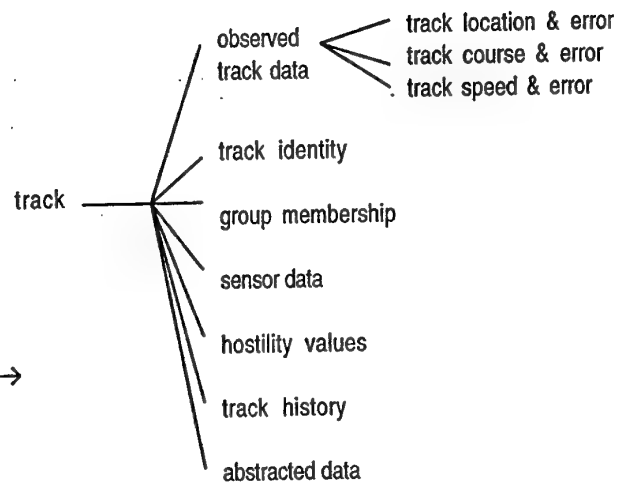 observed
track data
track location & error
track course & error
track speed & error
track identity
track
group membership
sensor data
hostility values
track history
abstracted data